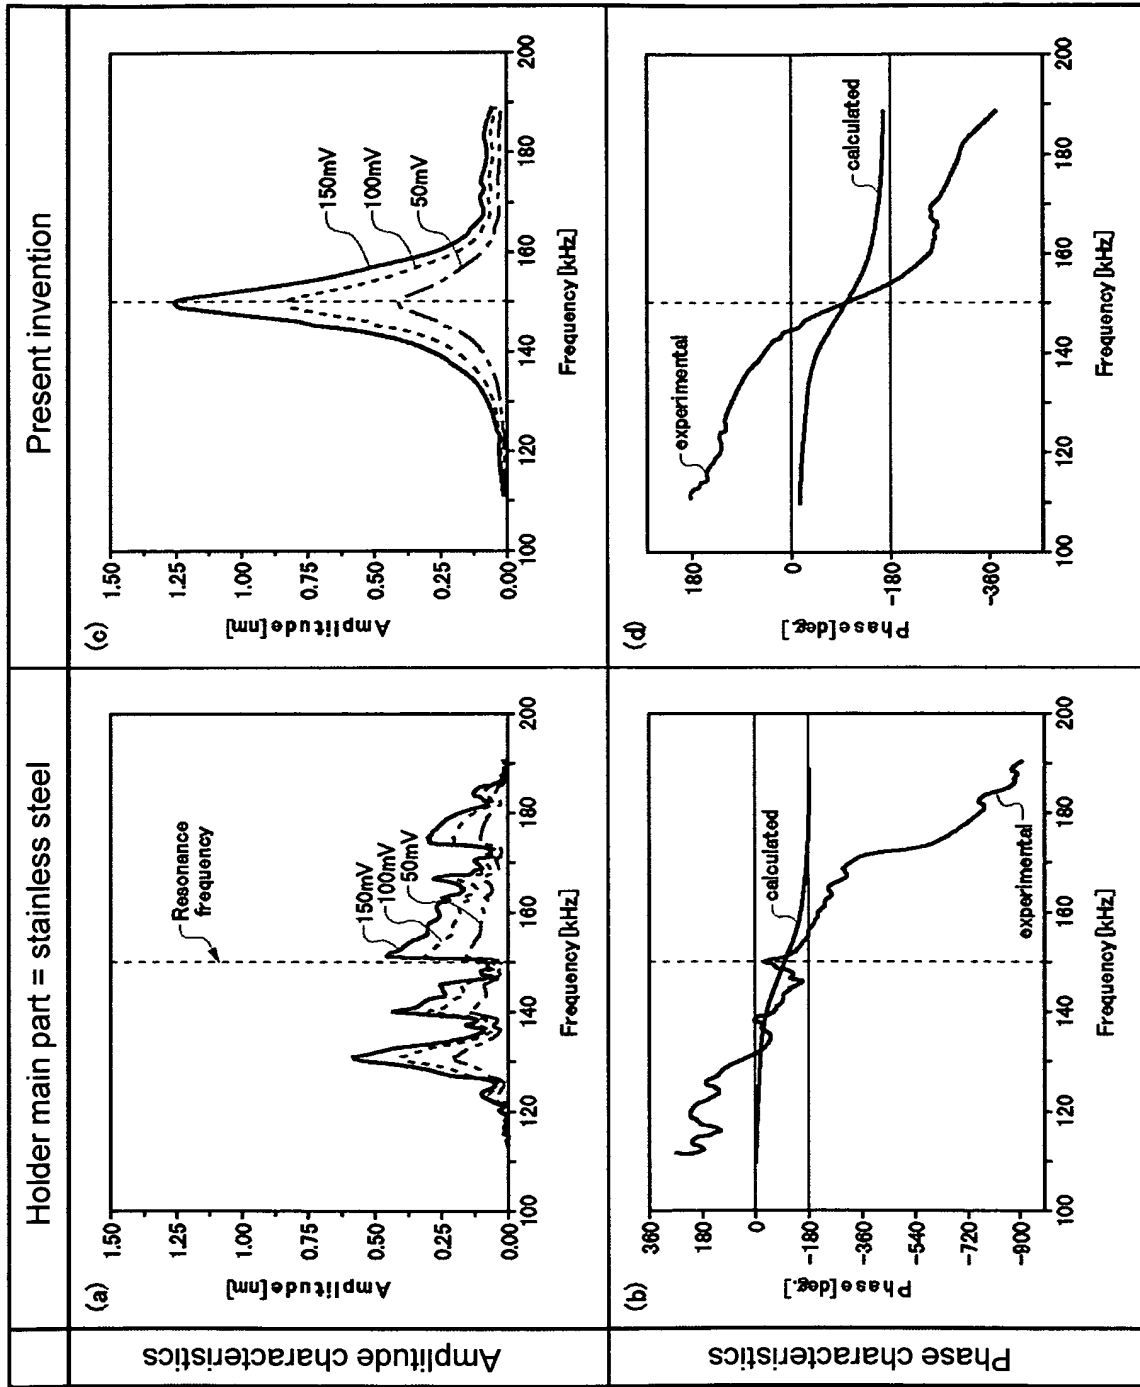 Holder main part = stainless steel
Present invention
Amplitude characteristics
(a)
Amplitude[nm]
1.50
1.25
1.00
0.75
0.50
0.25
0.00
Resonance
frequency
150mV
100mV
50mV
100
120
140
160
180
200
Frequency[kHz]
(c)
Amplitude[nm]
1.50
1.25
1.00
0.75
0.50
0.25
0.00
150mV
100mV
50mV
100
120
140
160
180
200
Frequency[kHz]
Phase characteristics
(b)
Phase[deg.]
360
180
0
-180
-360
-540
-720
-900
calculated
experimental
100
120
140
160
180
200
Frequency[kHz]
(d)
Phase[deg.]
180
0
-180
-360
experimental
calculated
100
120
140
160
180
200
Frequency[kHz]